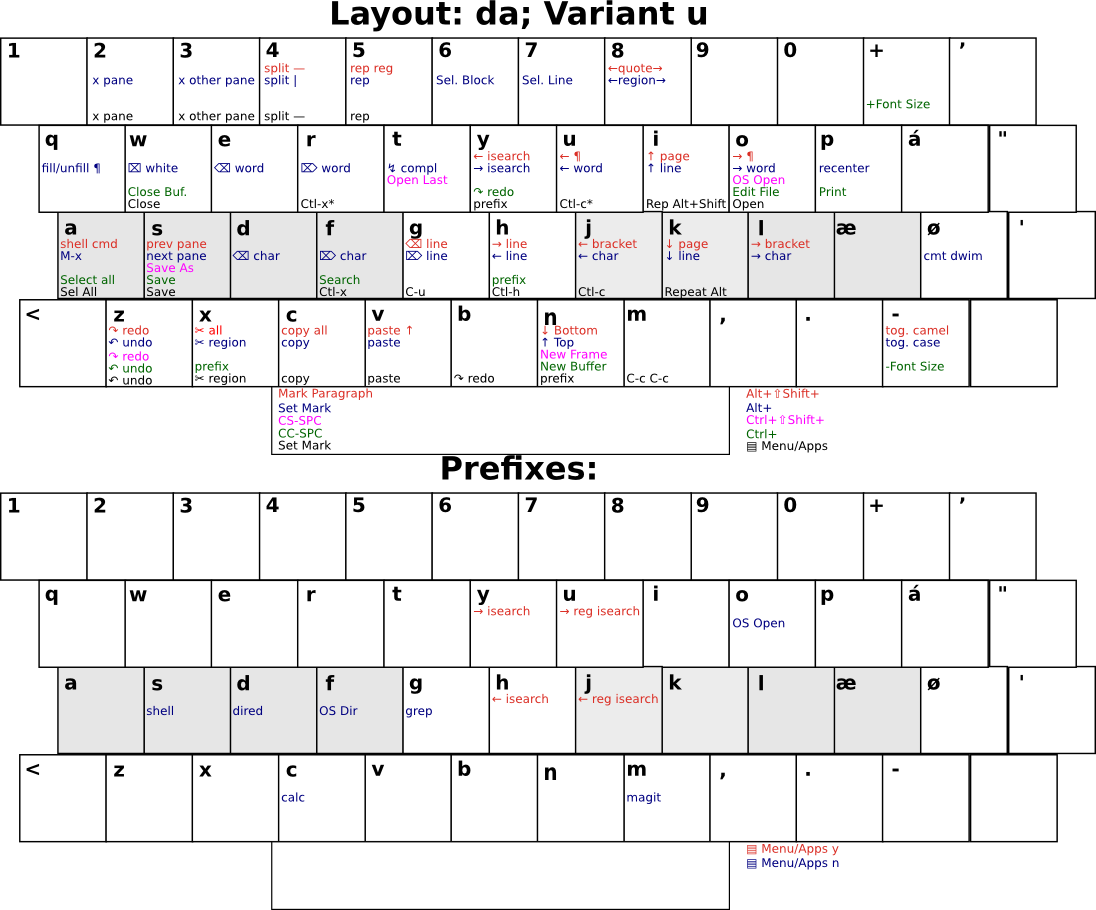 Layout: da; Variant u
1 2 3 4 5 6 7 8 9 0 + ’
split — rep reg ←quote→
x pane x other pane split | rep Sel. Block Sel. Line ←region→
+Font Size
x pane x other pane split — rep
q w e r t y u i o p á "
← isearch ← ¶ ↑ page → ¶
fill/unfill ¶ ⌧ white ⌫ word ⌦ word ↯ compl → isearch ← word ↑ line → word recenter
Open Last OS Open
Close Buf. ↷ redo Edit File Print
Close Ctl-x* prefix Ctl-c* Rep Alt+Shift Open
a s d f g h j k l æ ø '
shell cmd prev pane ⌫ line → line ← bracket ↓ page → bracket
M-x next pane ⌫ char ⌦ char ⌦ line ← line ← char ↓ line → char cmt dwim
Save As
Select all Save Search prefix
Sel All Save Ctl-x C-u Ctl-h Ctl-c Repeat Alt
< z x c v b n m , . -
↷ redo ✂ all copy all paste ↑ ↓ Bottom tog. camel
↶ undo ✂ region copy paste ↑ Top tog. case
↷ redo New Frame
↶ undo prefix New Buffer -Font Size
↶ undo ✂ region copy paste ↷ redo prefix C-c C-c
Mark Paragraph Alt+⇧Shift+
Set Mark Alt+
CS-SPC Ctrl+⇧Shift+
CC-SPC Ctrl+
Set Mark ▤ Menu/Apps
Prefixes:
1 2 3 4 5 6 7 8 9 0 + ’
q w e r t y u i o p á "
→ isearch → reg isearch
OS Open
a s d f g h j k l æ ø '
← isearch ← reg isearch
shell dired OS Dir grep
< z x c v b n m , . -
calc magit
▤ Menu/Apps y
▤ Menu/Apps n